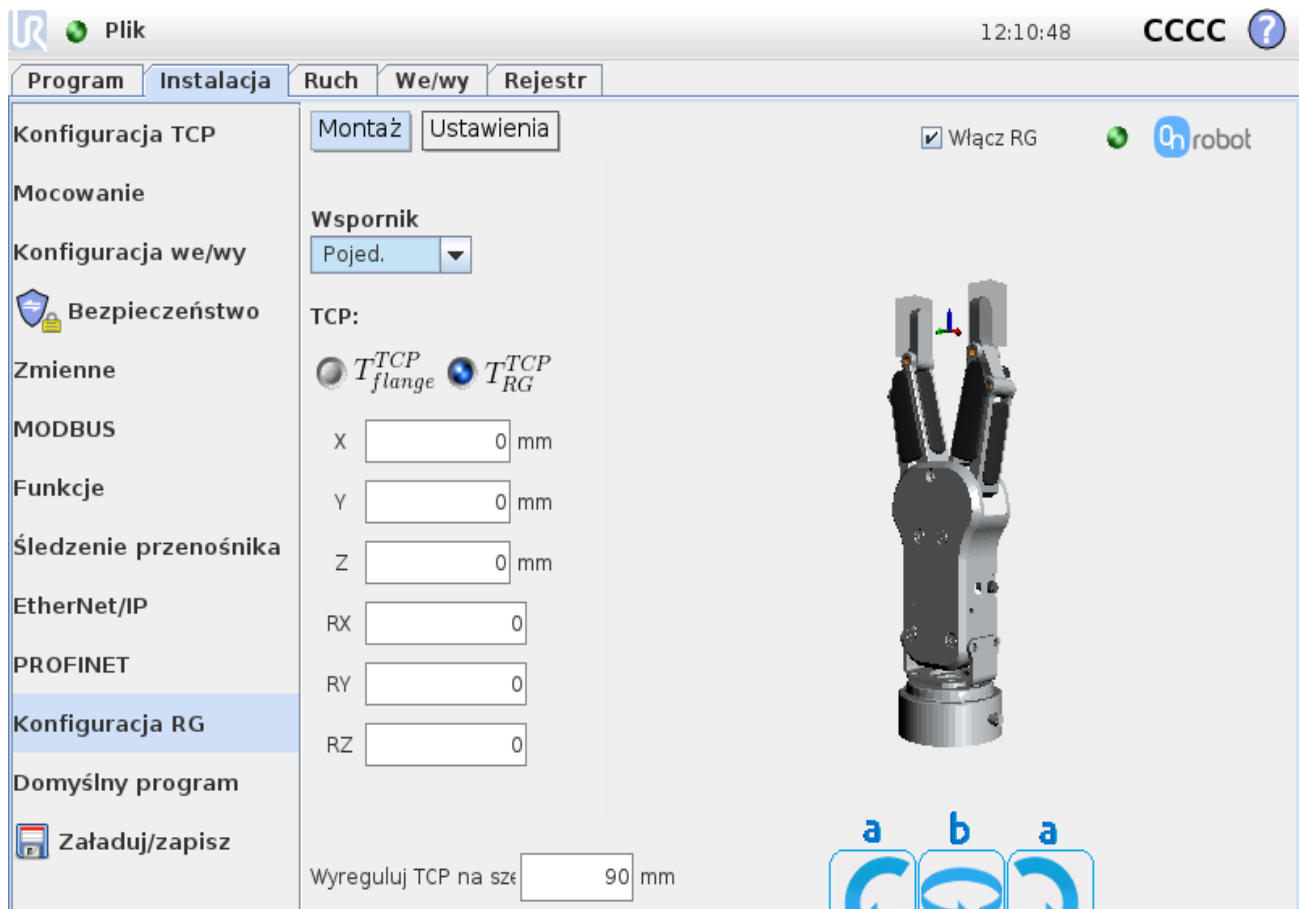 Plik 12:10:48 CCCC ?
Program Instalacja Ruch We/wy Rejestr
Konfiguracja TCP
Mocowanie
Konfiguracja we/wy
Bezpieczeństwo
Zmienne
MODBUS
Funkcje
Śledzenie przenośnika
EtherNet/IP
PROFINET
Konfiguracja RG
Domyślny program
Załaduj/zapisz
Montaż Ustawienia
Włącz RG On robot
Wspornik
Pojed.
TCP:
T TCP flange T TCP RG
X 0 mm
Y 0 mm
Z 0 mm
RX 0
RY 0
RZ 0
Wyreguluj TCP na sze 90 mm
a b a